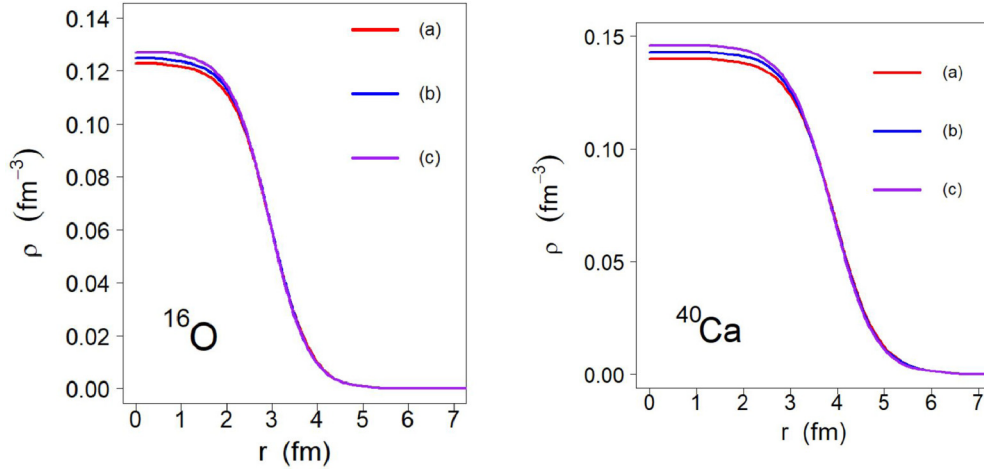 0.14
0.12
0.10
0.08
0.06
0.04
0.02
0.00
ρ (fm⁻³)
(a)
(b)
(c)
¹⁶O
0 1 2 3 4 5 6 7
r (fm)
0.15
0.10
0.05
0.00
ρ (fm⁻³)
(a)
(b)
(c)
⁴⁰Ca
0 1 2 3 4 5 6 7
r (fm)